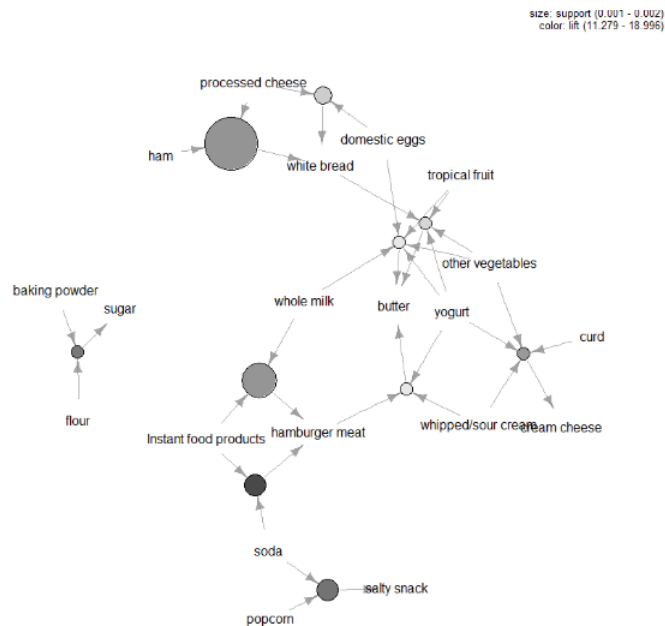 size: support (0.001 - 0.002)
color: lift (11.279 - 18.996)
processed cheese
domestic eggs
ham
white bread
tropical fruit
other vegetables
baking powder
whole milk
butter
yogurt
sugar
curd
flour
Instant food products
hamburger meat
whipped/sour cream
cream cheese
soda
salty snack
popcorn